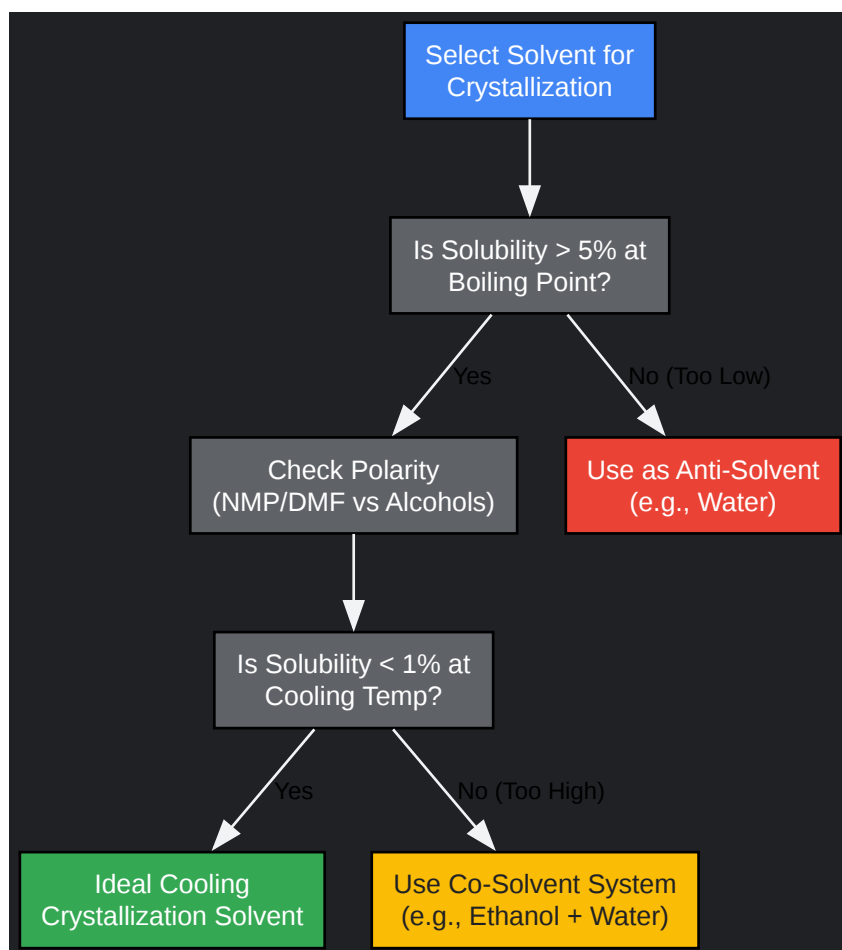 Select Solvent for
Crystallization
Is Solubility > 5% at
Boiling Point?
Yes
No (Too Low)
Check Polarity
(NMP/DMF vs Alcohols)
Use as Anti-Solvent
(e.g., Water)
Is Solubility < 1% at
Cooling Temp?
Yes
No (Too High)
Ideal Cooling
Crystallization Solvent
Use Co-Solvent System
(e.g., Ethanol + Water)